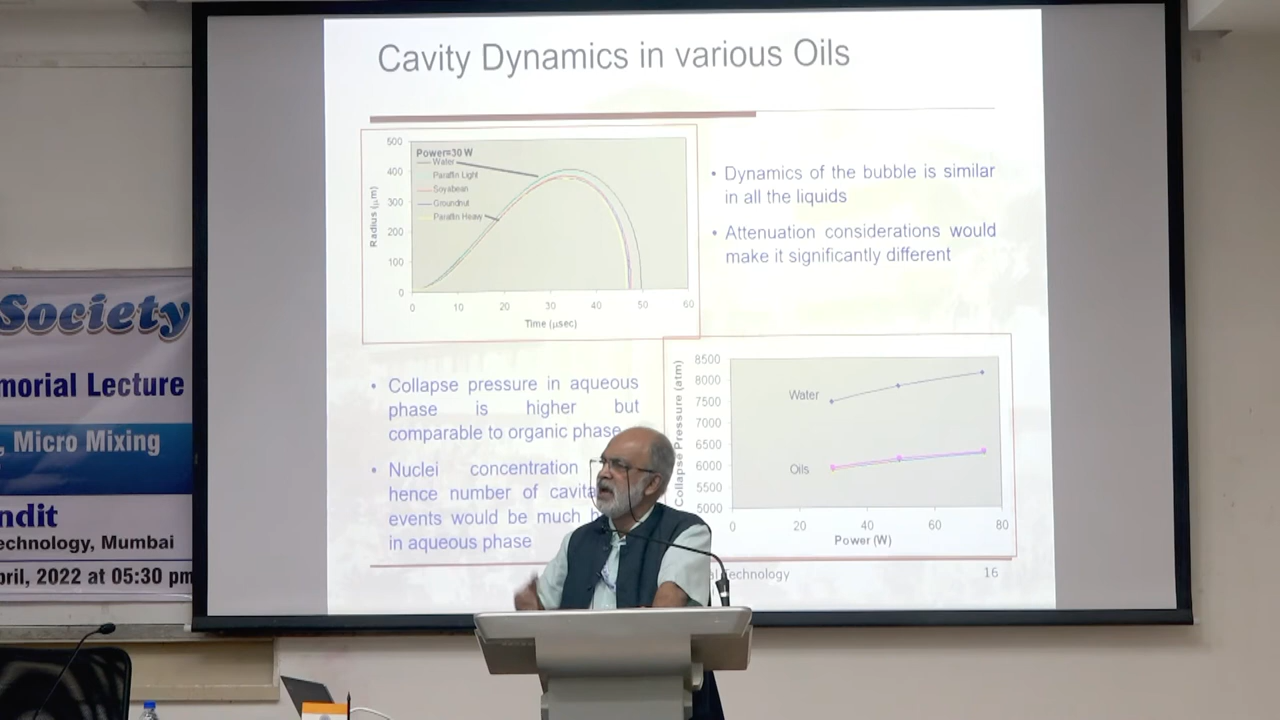 Cavity Dynamics in various Oils
500
400
300
200
100
0
Radius (μm)
Power=30 W
Water
Paraffin Light
Soyabean
Groundnut
Paraffin Heavy
0 10 20 30 40 50 60
Time (μsec)
• Dynamics of the bubble is similar
in all the liquids
• Attenuation considerations would
make it significantly different
• Collapse pressure in aqueous
phase is higher but
comparable to organic phase
• Nuclei concentration
hence number of
events would be much
in aqueous phase
8500
8000
7500
7000
6500
6000
5500
5000
Collapse Pressure (atm)
Water
Oils
0 20 40 60 80
Power (W)
Technology
16
Society
Lecture
, Micro Mixing
Mumbai
2022 at 05:30 pm